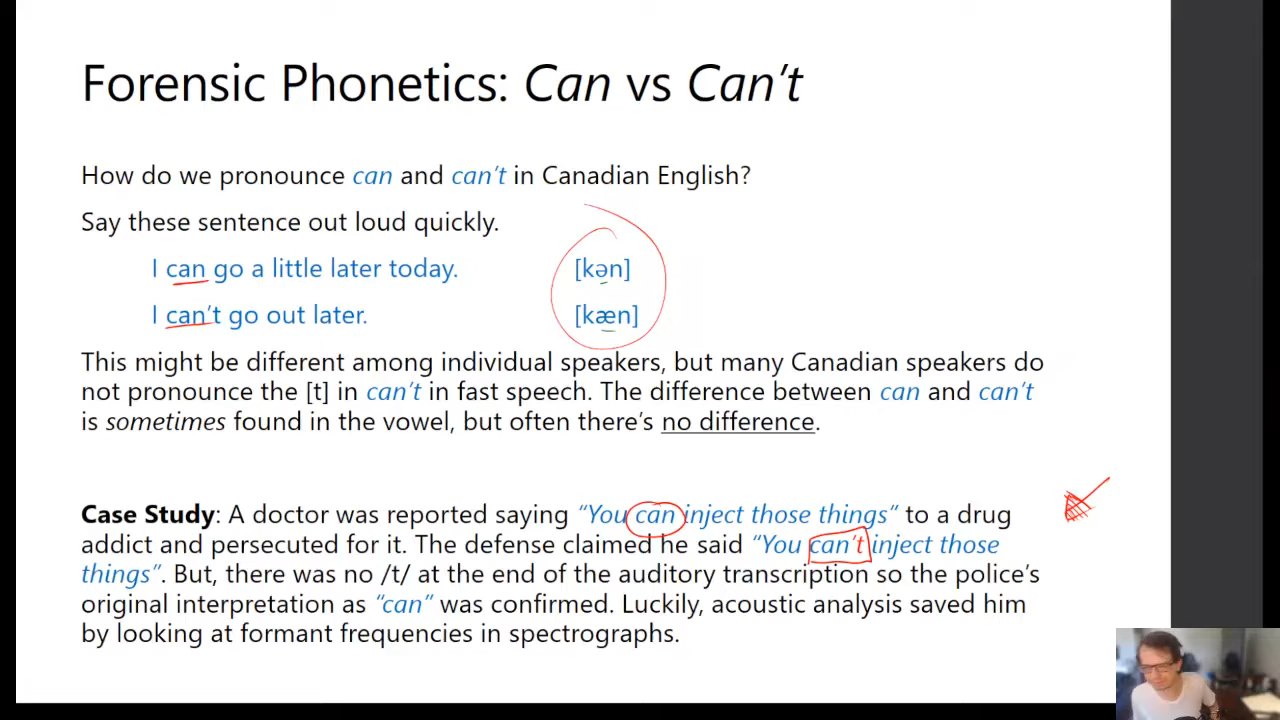 Forensic Phonetics: Can vs Can't
How do we pronounce can and can't in Canadian English?
Say these sentence out loud quickly.
I can go a little later today. [kən]
I can't go out later. [kæn]
This might be different among individual speakers, but many Canadian speakers do
not pronounce the [t] in can't in fast speech. The difference between can and can't
is sometimes found in the vowel, but often there's no difference.
Case Study: A doctor was reported saying “You can inject those things” to a drug
addict and persecuted for it. The defense claimed he said “You can't inject those
things”. But, there was no /t/ at the end of the auditory transcription so the police's
original interpretation as “can” was confirmed. Luckily, acoustic analysis saved him
by looking at formant frequencies in spectrographs.